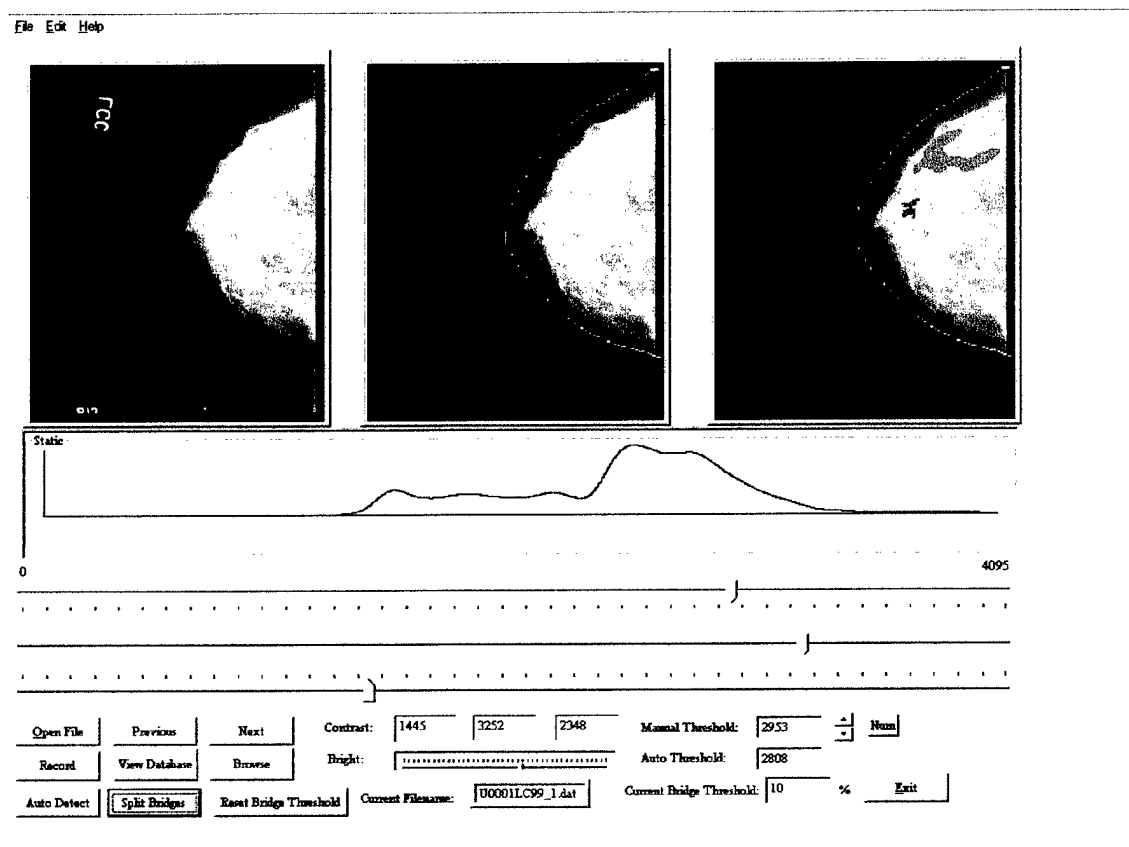 File Edit Help
LCC
Static
0 4095
Open File Previous Next Contrast: 1445 3252 2348 Manual Threshold: 2953 Num
Record View Database Browse Bright: Auto Threshold: 2808
Auto Detect Split Bridges Reset Bridge Threshold Current Filename: U0001LC99_1.dat Current Bridge Threshold: 10 % Exit